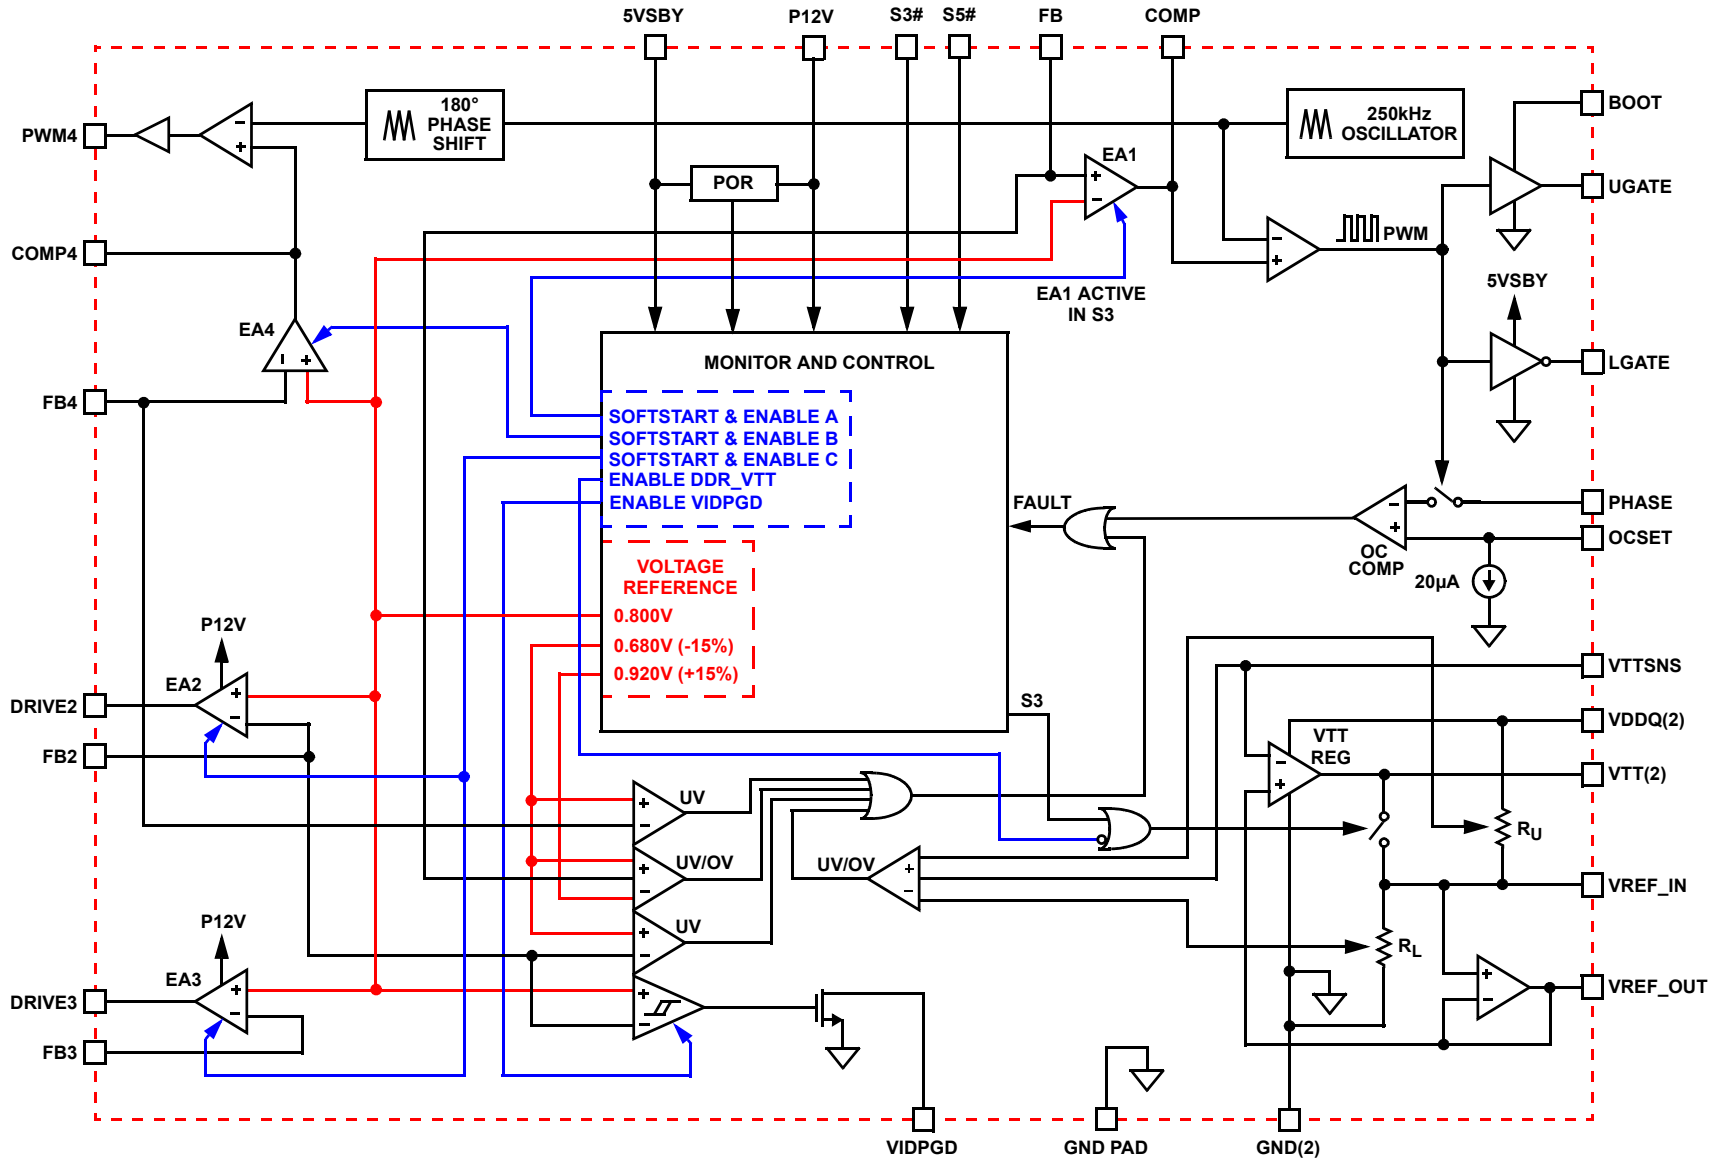 5VSBY
P12V
S3#
S5#
FB
COMP
180°
PHASE
SHIFT
250kHz
OSCILLATOR
BOOT
PWM4
EA1
+
−
POR
UGATE
PWM
COMP4
5VSBY
EA1 ACTIVE
IN S3
EA4
MONITOR AND CONTROL
LGATE
FB4
SOFTSTART & ENABLE A
SOFTSTART & ENABLE B
SOFTSTART & ENABLE C
ENABLE DDR_VTT
ENABLE VIDPGD
FAULT
PHASE
OCSET
OC
COMP
20µA
VOLTAGE
REFERENCE
0.800V
0.680V (-15%)
0.920V (+15%)
P12V
EA2
VTTSNS
S3
DRIVE2
VDDQ(2)
VTT
REG
FB2
VTT(2)
UV
RU
UV/OV
UV/OV
VREF_IN
P12V
UV
RL
EA3
DRIVE3
VREF_OUT
FB3
VIDPGD
GND PAD
GND(2)